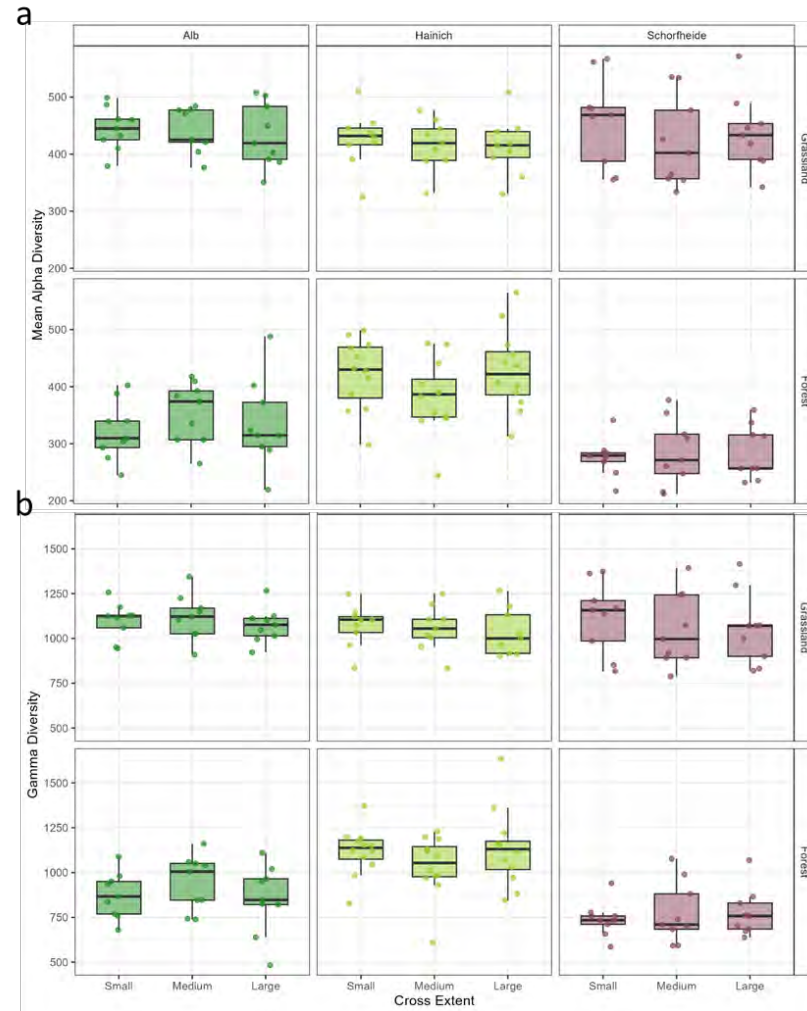 a
Alb Hainich Schorfheide
Mean Alpha Diversity
500
400
300
200
Grassland
500
400
300
200
Forest
b
Gamma Diversity
1500
1250
1000
750
500
Grassland
1500
1250
1000
750
500
Forest
Small Medium Large Small Medium Large Small Medium Large
Cross Extent